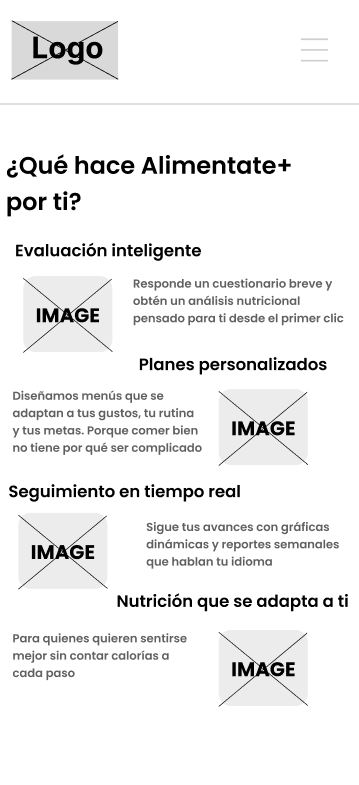 Logo
¿Qué hace Alimentate+
por ti?
Evaluación inteligente
IMAGE
Responde un cuestionario breve y
obtén un análisis nutricional
pensado para ti desde el primer clic
Planes personalizados
Diseñamos menús que se
adaptan a tus gustos, tu rutina
y tus metas. Porque comer bien
no tiene por qué ser complicado
IMAGE
Seguimiento en tiempo real
IMAGE
Sigue tus avances con gráficas
dinámicas y reportes semanales
que hablan tu idioma
Nutrición que se adapta a ti
Para quienes quieren sentirse
mejor sin contar calorías a
cada paso
IMAGE